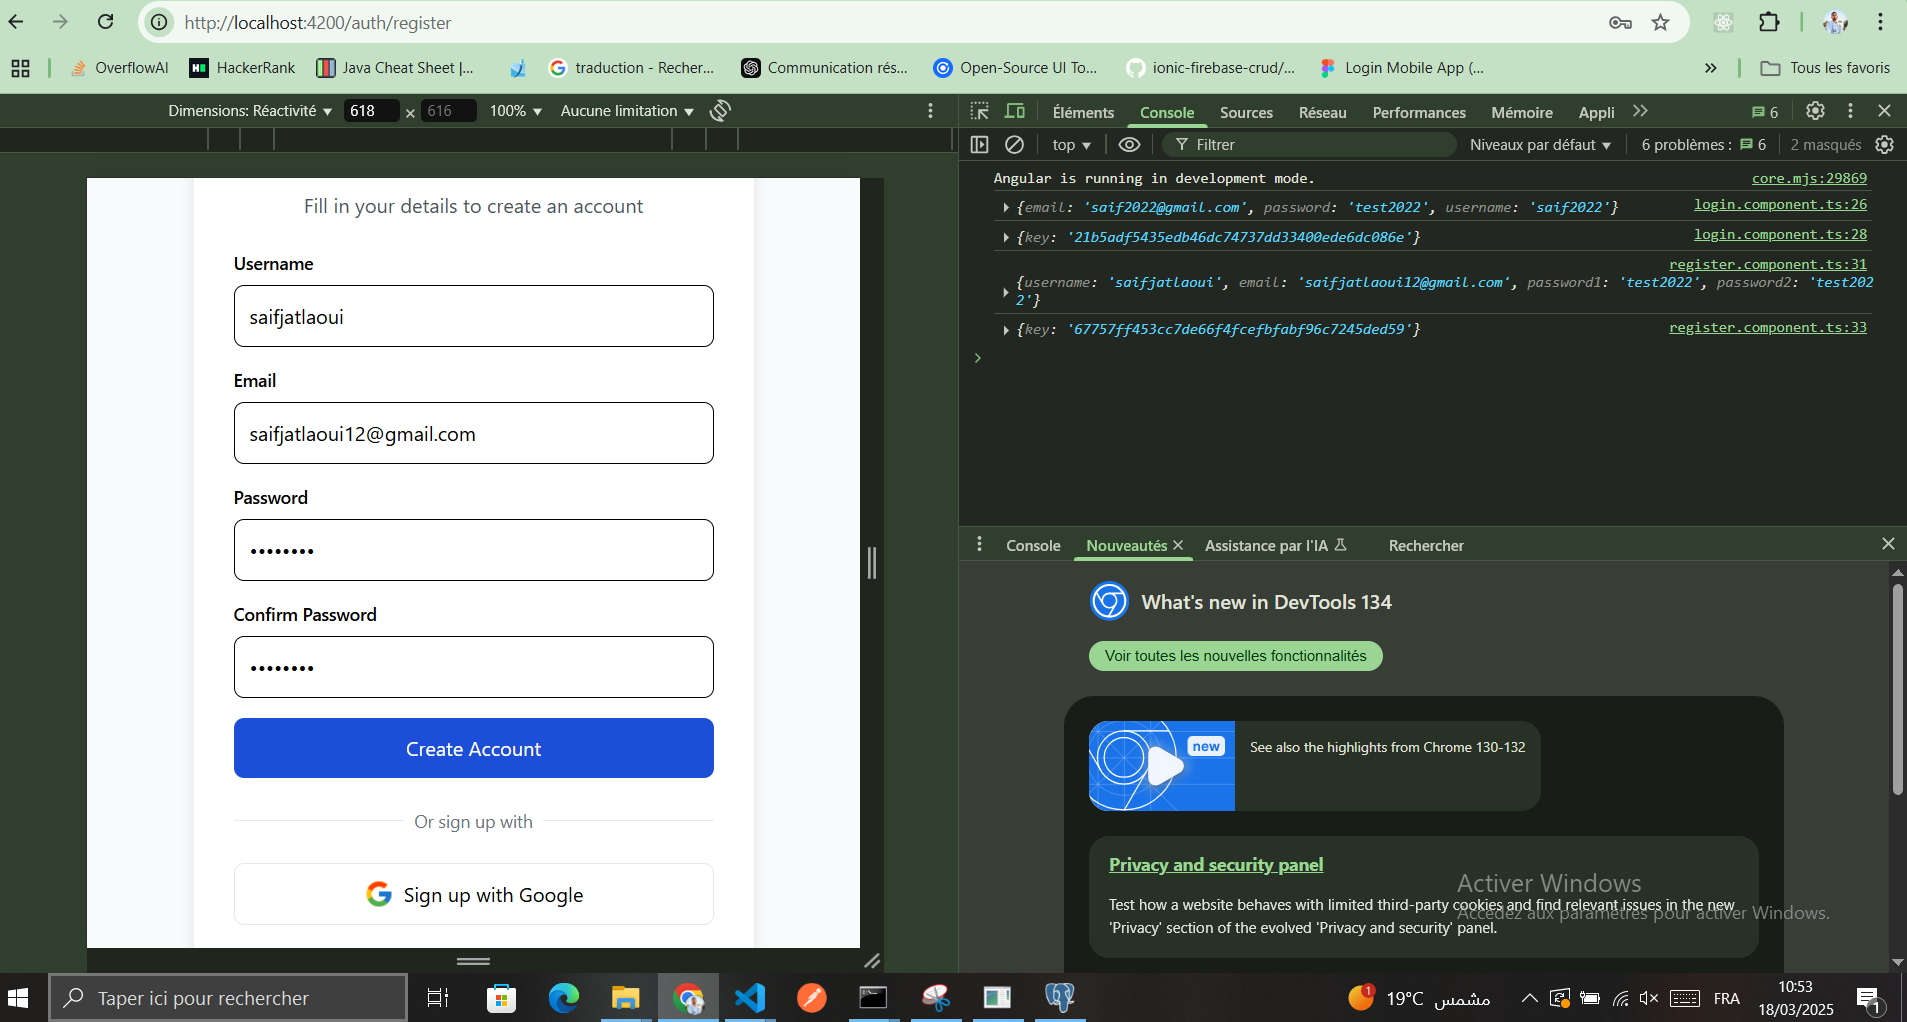 http://localhost:4200/auth/register
OverflowAI
HackerRank
Java Cheat Sheet |...
traduction - Recher...
Communication rés...
Open-Source UI To...
ionic-firebase-crud/...
Login Mobile App (...
Tous les favoris
Dimensions: Réactivité 618 × 616 100% Aucune limitation
Éléments Console Sources Réseau Performances Mémoire Appli 6
top Filtrer Niveaux par défaut 6 problèmes : 6 2 masqués
Angular is running in development mode. core.mjs:29869
{email: 'saif2022@gmail.com', password: 'test2022', username: 'saif2022'} login.component.ts:26
{key: '21b5adf5435edb46dc74737dd33400ede6dc086e'} login.component.ts:28
register.component.ts:31
{username: 'saifjatlaoui', email: 'saifjatlaoui12@gmail.com', password1: 'test2022', password2: 'test202
2'}
{key: '67757ff453cc7de66f4fcefbfabf96c7245ded59'} register.component.ts:33
Fill in your details to create an account
Username
saifjatlaoui
Email
saifjatlaoui12@gmail.com
Password
••••••••
Confirm Password
••••••••
Create Account
Or sign up with
Sign up with Google
Console Nouveautés Assistance par l'IA Rechercher
What's new in DevTools 134
Voir toutes les nouvelles fonctionnalités
new
See also the highlights from Chrome 130-132
Privacy and security panel
Test how a website behaves with limited third-party cookies and find relevant issues in the new
'Privacy' section of the evolved 'Privacy and security' panel.
Activer Windows
Accédez aux paramètres pour activer Windows.
Taper ici pour rechercher
1
19°C مشمس
FRA
10:53
18/03/2025
1